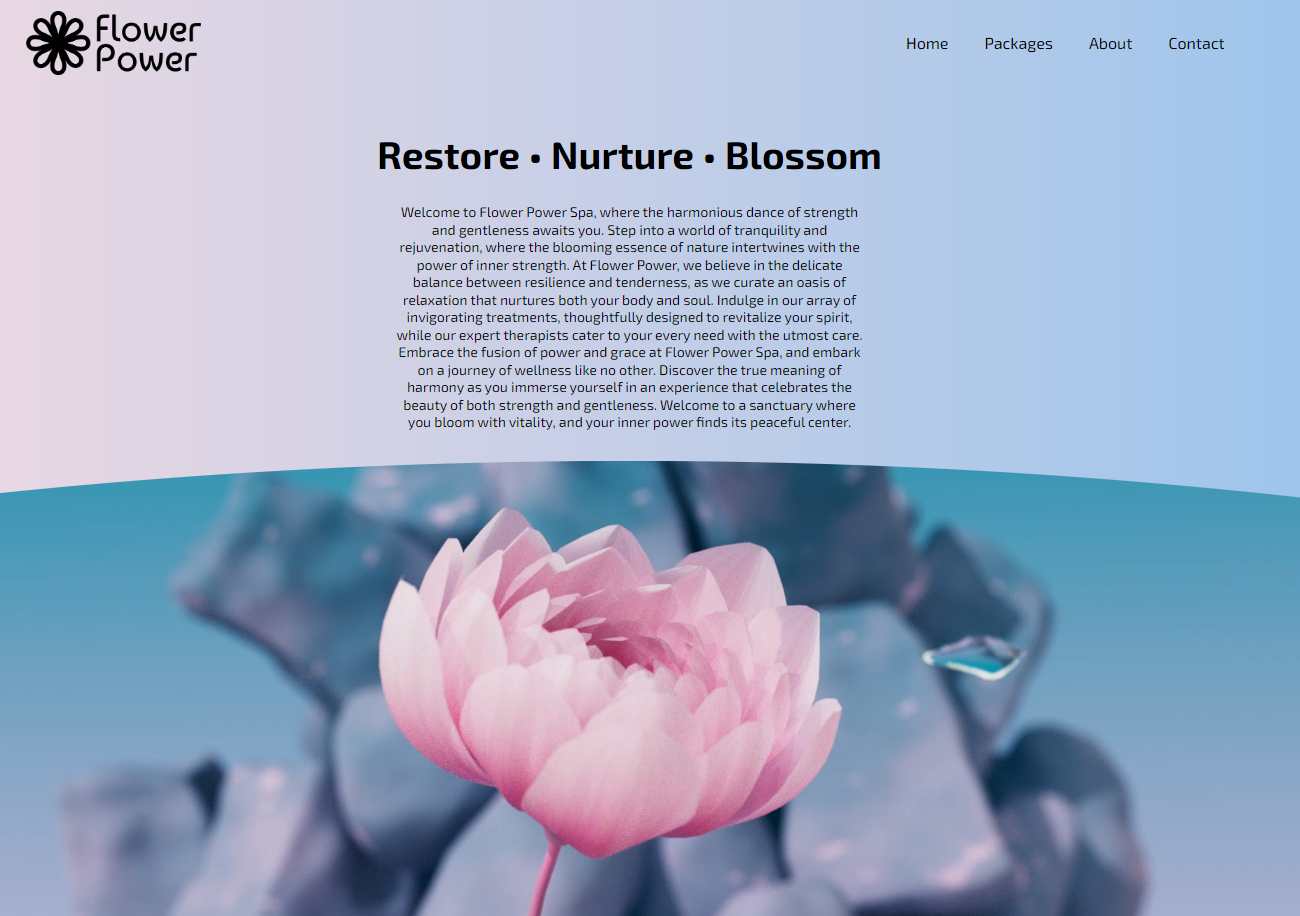 Flower
Power
Home Packages About Contact
Restore • Nurture • Blossom
Welcome to Flower Power Spa, where the harmonious dance of strength
and gentleness awaits you. Step into a world of tranquility and
rejuvenation, where the blooming essence of nature intertwines with the
power of inner strength. At Flower Power, we believe in the delicate
balance between resilience and tenderness, as we curate an oasis of
relaxation that nurtures both your body and soul. Indulge in our array of
invigorating treatments, thoughtfully designed to revitalize your spirit,
while our expert therapists cater to your every need with the utmost care.
Embrace the fusion of power and grace at Flower Power Spa, and embark
on a journey of wellness like no other. Discover the true meaning of
harmony as you immerse yourself in an experience that celebrates the
beauty of both strength and gentleness. Welcome to a sanctuary where
you bloom with vitality, and your inner power finds its peaceful center.